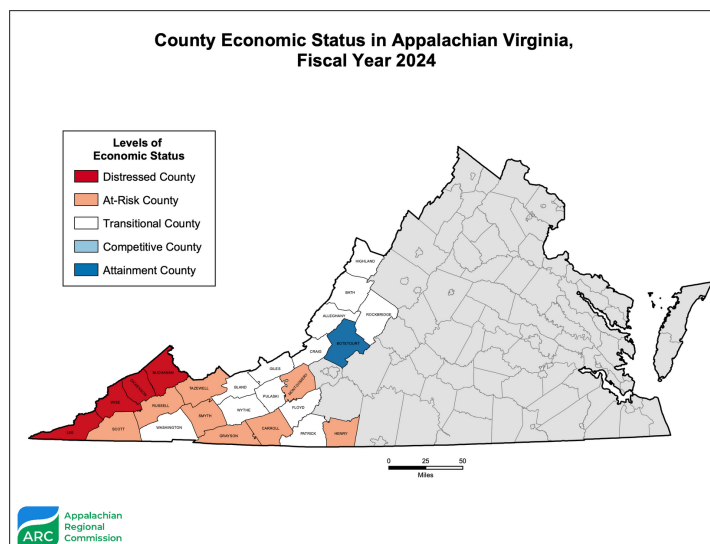 County Economic Status in Appalachian Virginia,
Fiscal Year 2024
Levels of
Economic Status
Distressed County
At-Risk County
Transitional County
Competitive County
Attainment County
HIGHLAND
BATH
ALLEGHANY
ROCKBRIDGE
BOTETOURT
CRAIG
GILES
BUCHANAN
DICKENSON
TAZEWELL
BLAND
MONTGOMERY
PULASKI
WISE
RUSSELL
SMYTH
WYTHE
FLOYD
LEE
SCOTT
WASHINGTON
GRAYSON
CARROLL
PATRICK
HENRY
0 25 50
Miles
ARC
Appalachian
Regional
Commission